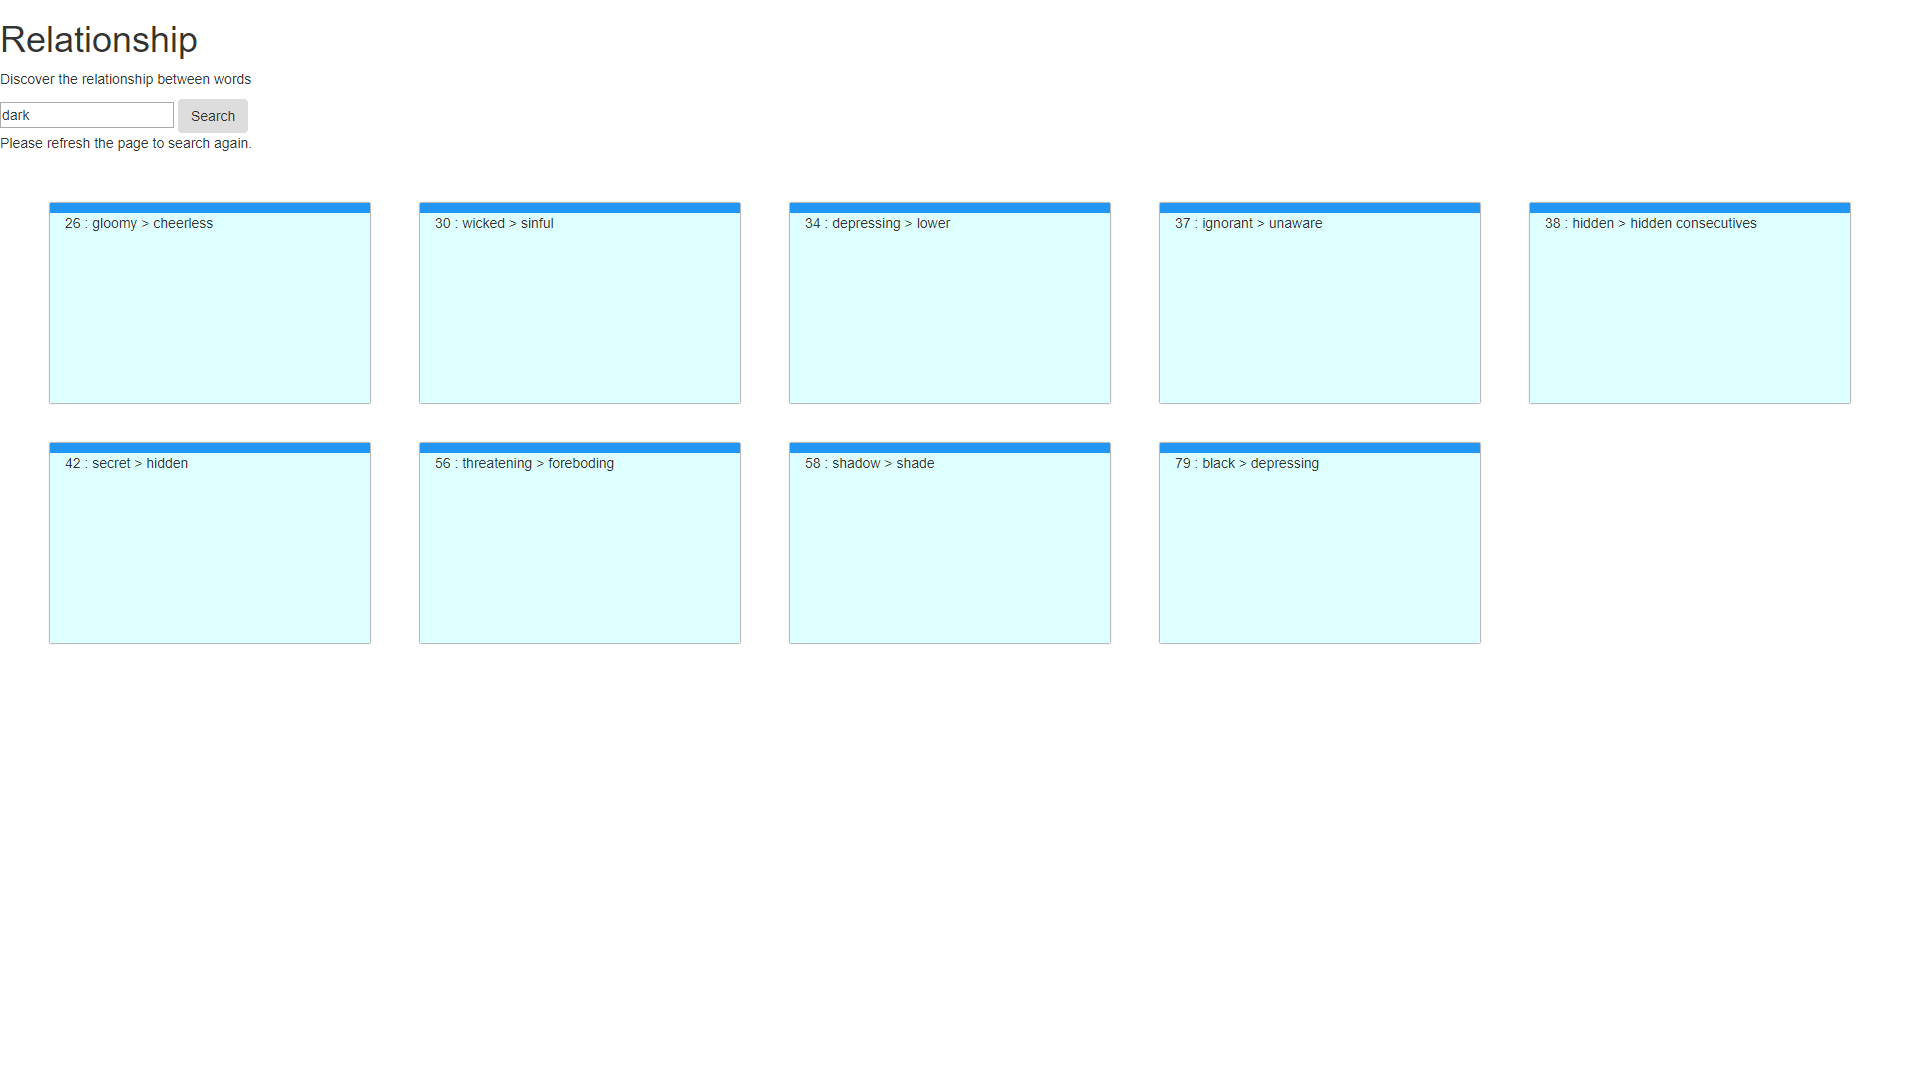 Relationship
Discover the relationship between words
dark
Search
Please refresh the page to search again.
26 : gloomy > cheerless
30 : wicked > sinful
34 : depressing > lower
37 : ignorant > unaware
38 : hidden > hidden consecutives
42 : secret > hidden
56 : threatening > foreboding
58 : shadow > shade
79 : black > depressing